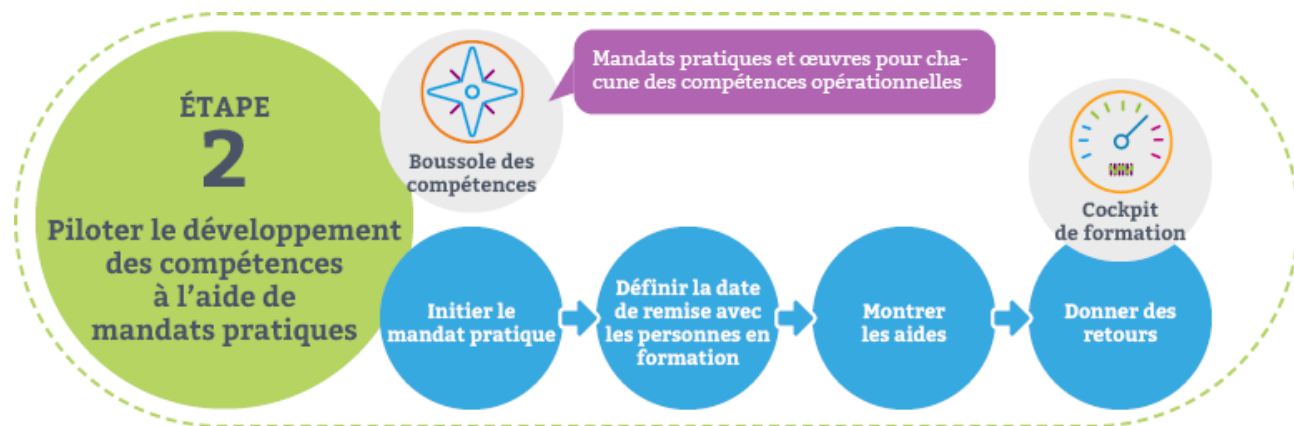 ÉTAPE
2
Piloter le développement
des compétences
à l’aide de
mandats pratiques
Boussole des
compétences
Mandats pratiques et œuvres pour cha-
cune des compétences opérationnelles
Cockpit
de formation
Initier le
mandat pratique
Définir la date
de remise avec
les personnes en
formation
Montrer
les aides
Donner des
retours